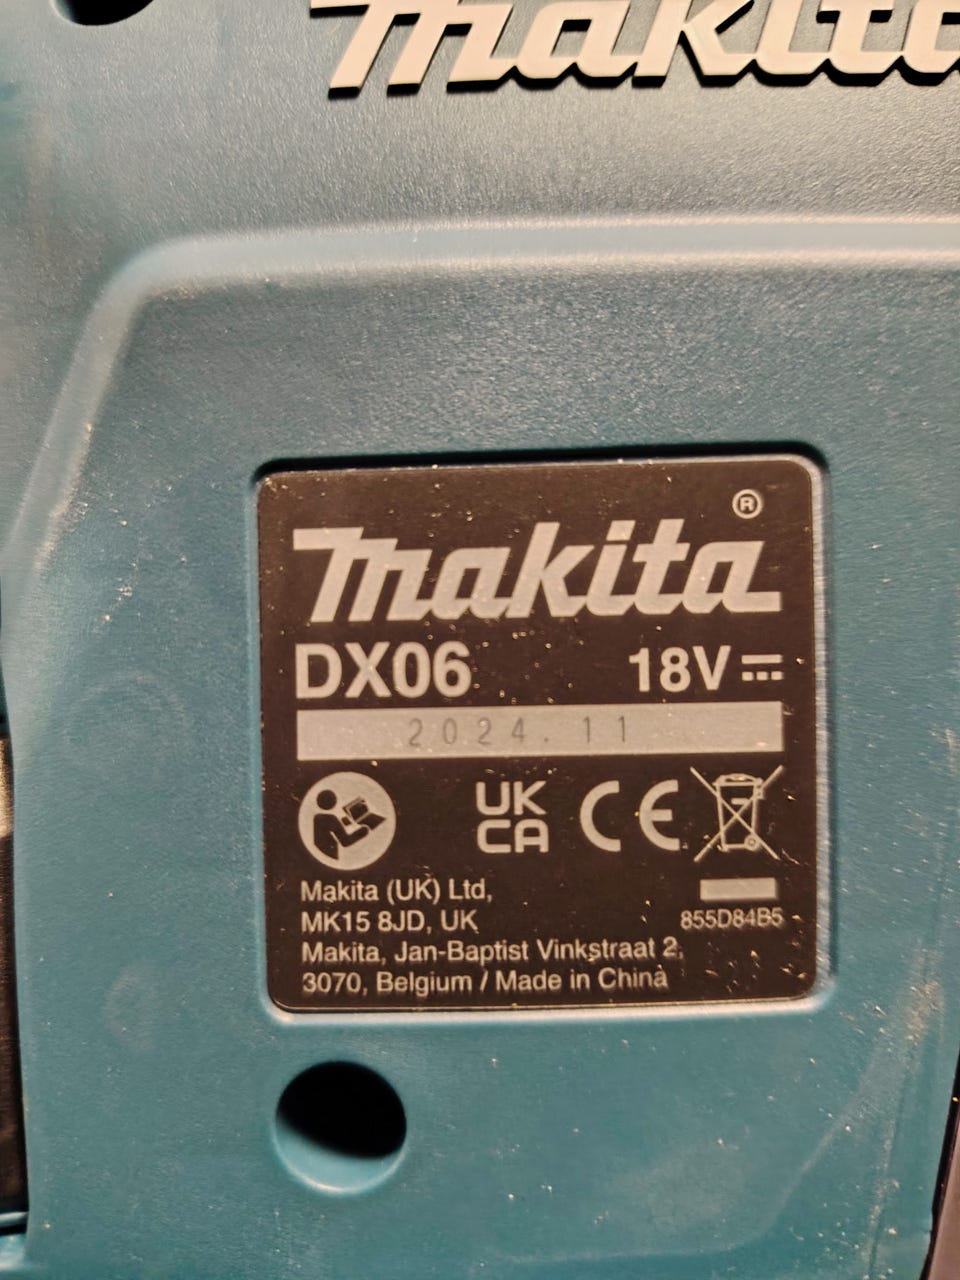 makita
makita ®
DX06 18V
2024.11
UK
CA CE
Makita (UK) Ltd,
MK15 8JD, UK
855D84B5
Makita, Jan-Baptist Vinkstraat 2,
3070, Belgium / Made in China